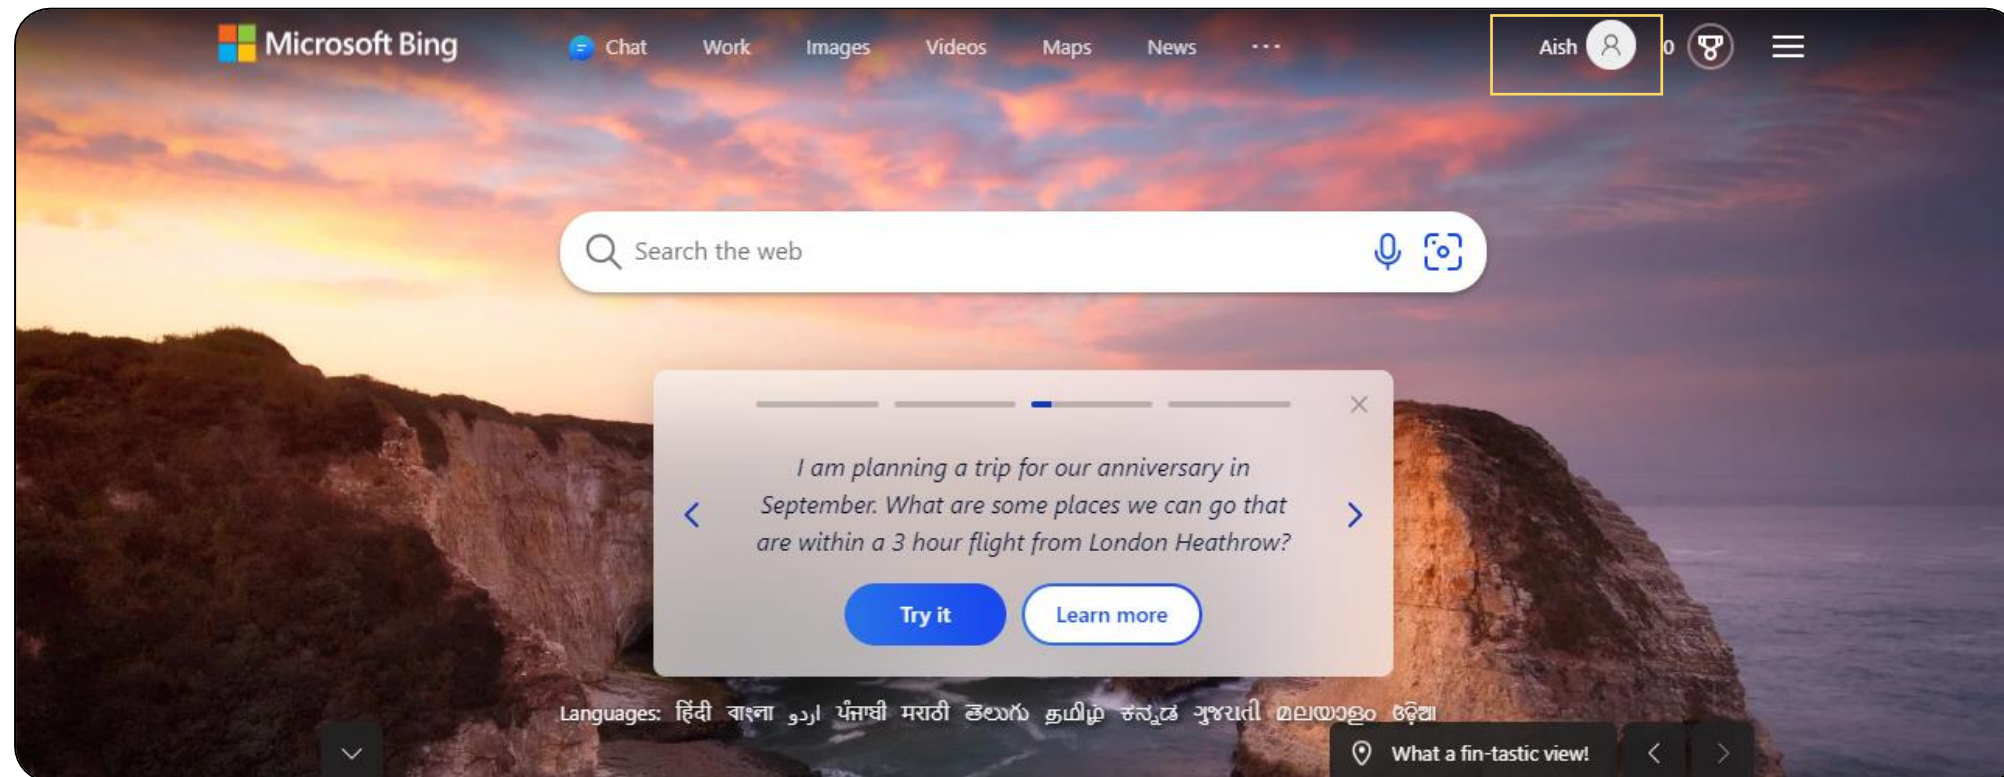 Microsoft Bing
Chat Work Images Videos Maps News ...
Aish 0
Search the web
I am planning a trip for our anniversary in
September. What are some places we can go that
are within a 3 hour flight from London Heathrow?
Try it Learn more
Languages: हिंदी বাংলা اردو ਪੰਜਾਬੀ मराठी తెలుగు தமிழ் ಕನ್ನಡ ગુજરાતી മലയാളം ଓଡ଼ିଆ
What a fin-tastic view!